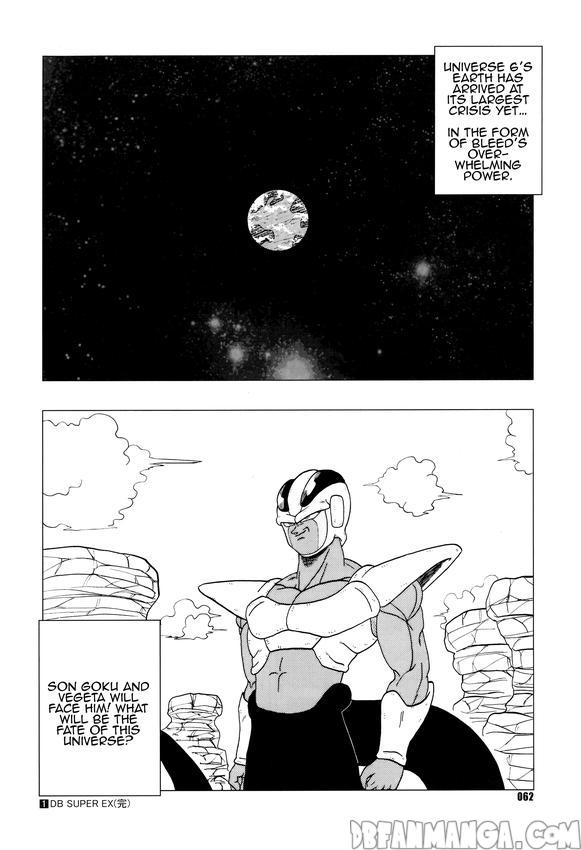 UNIVERSE 6'S
EARTH HAS
ARRIVED AT
ITS LARGEST
CRISIS YET...
IN THE FORM
OF BLEED'S
OVER-
WHELMING
POWER.
SON GOKU AND
VEGETA WILL
FACE HIM! WHAT
WILL BE THE
FATE OF THIS
UNIVERSE?
1 DB SUPER EX(完)
062
DBFANMANGA.COM